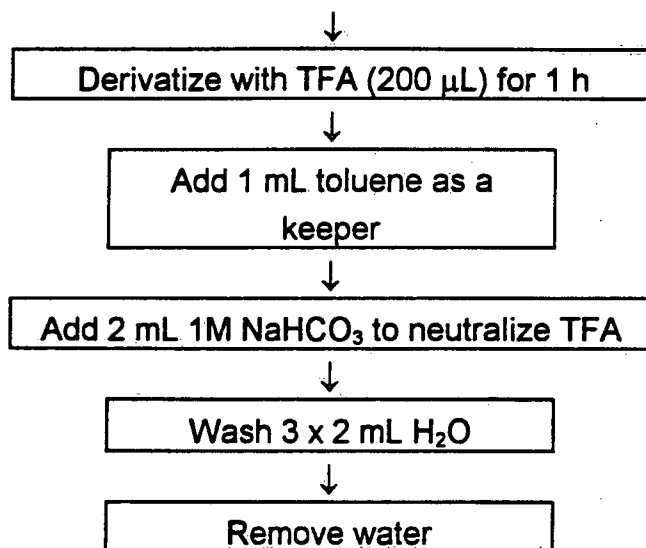 ↓
Derivatize with TFA (200 μL) for 1 h
↓
Add 1 mL toluene as a
keeper
↓
Add 2 mL 1M NaHCO₃ to neutralize TFA
↓
Wash 3 x 2 mL H₂O
↓
Remove water